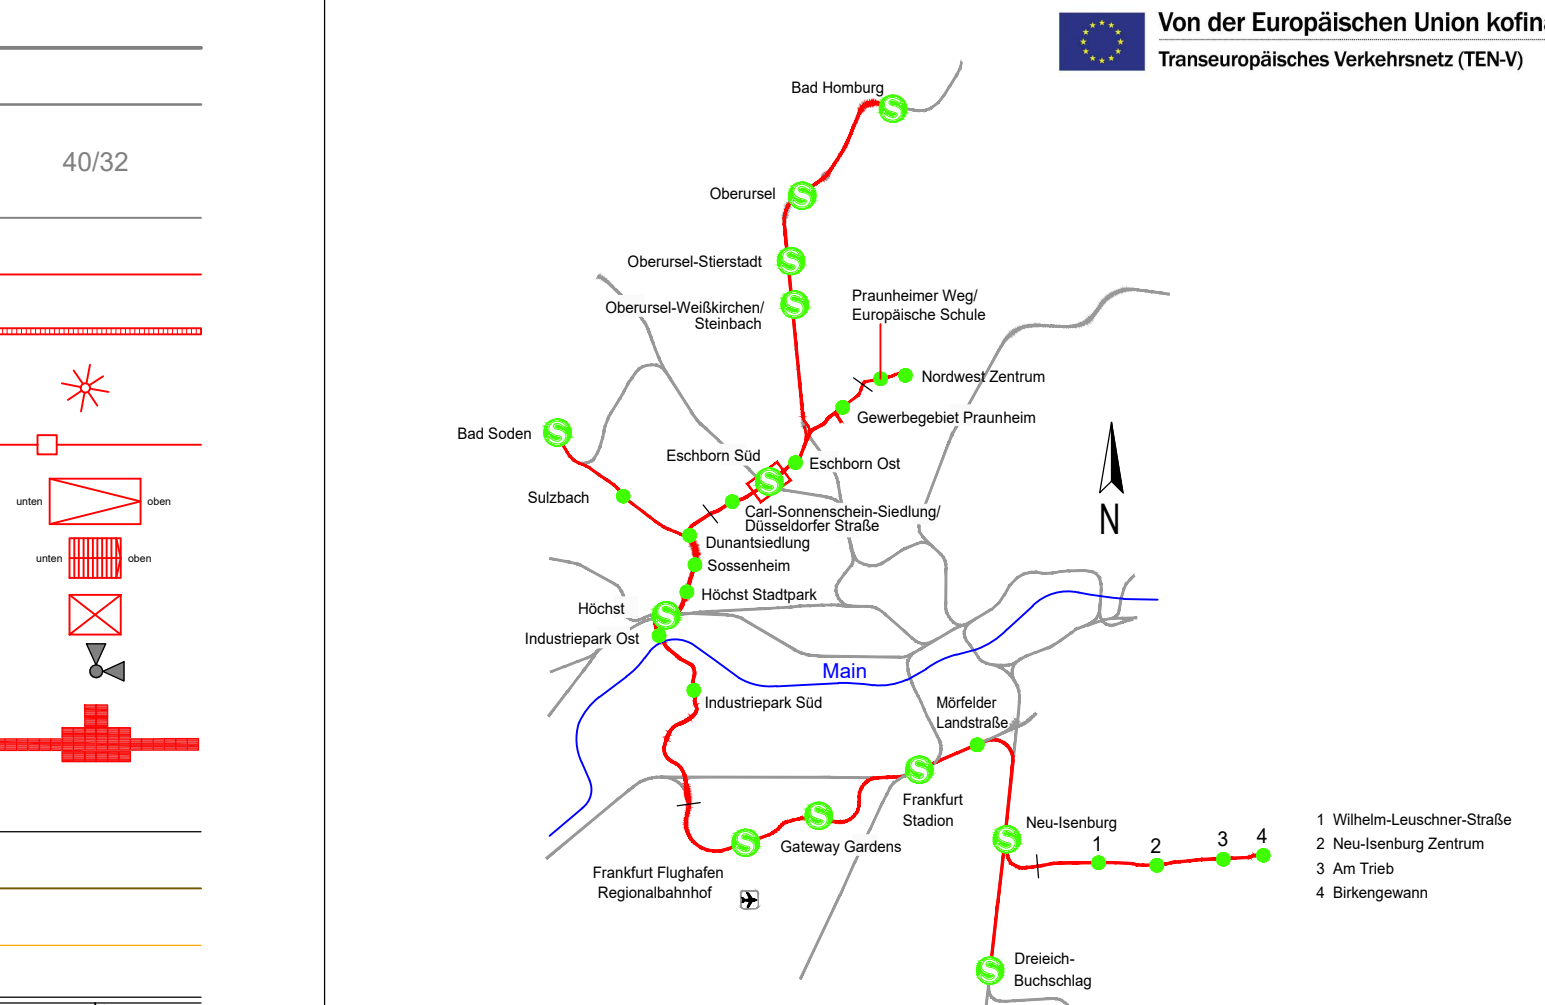 Von der Europäischen Union kofin
Transeuropäisches Verkehrsnetz (TEN-V)
40/32
unten
oben
unten
oben
Bad Homburg
Oberursel
Oberursel-Stierstadt
Oberursel-Weißkirchen/
Steinbach
Praunheimer Weg/
Europäische Schule
Nordwest Zentrum
Gewerbegebiet Praunheim
Bad Soden
Eschborn Süd
Eschborn Ost
Sulzbach
Carl-Sonnenschein-Siedlung/
Düsseldorfer Straße
N
Dunantsiedlung
Sossenheim
Höchst Stadtpark
Höchst
Industriepark Ost
Main
Industriepark Süd
Mörfelder
Landstraße
Frankfurt
Stadion
Neu-Isenburg
Gateway Gardens
Frankfurt Flughafen
Regionalbahnhof
1
2
3
4
1 Wilhelm-Leuschner-Straße
2 Neu-Isenburg Zentrum
3 Am Trieb
4 Birkengewann
Dreieich-
Buchschlag